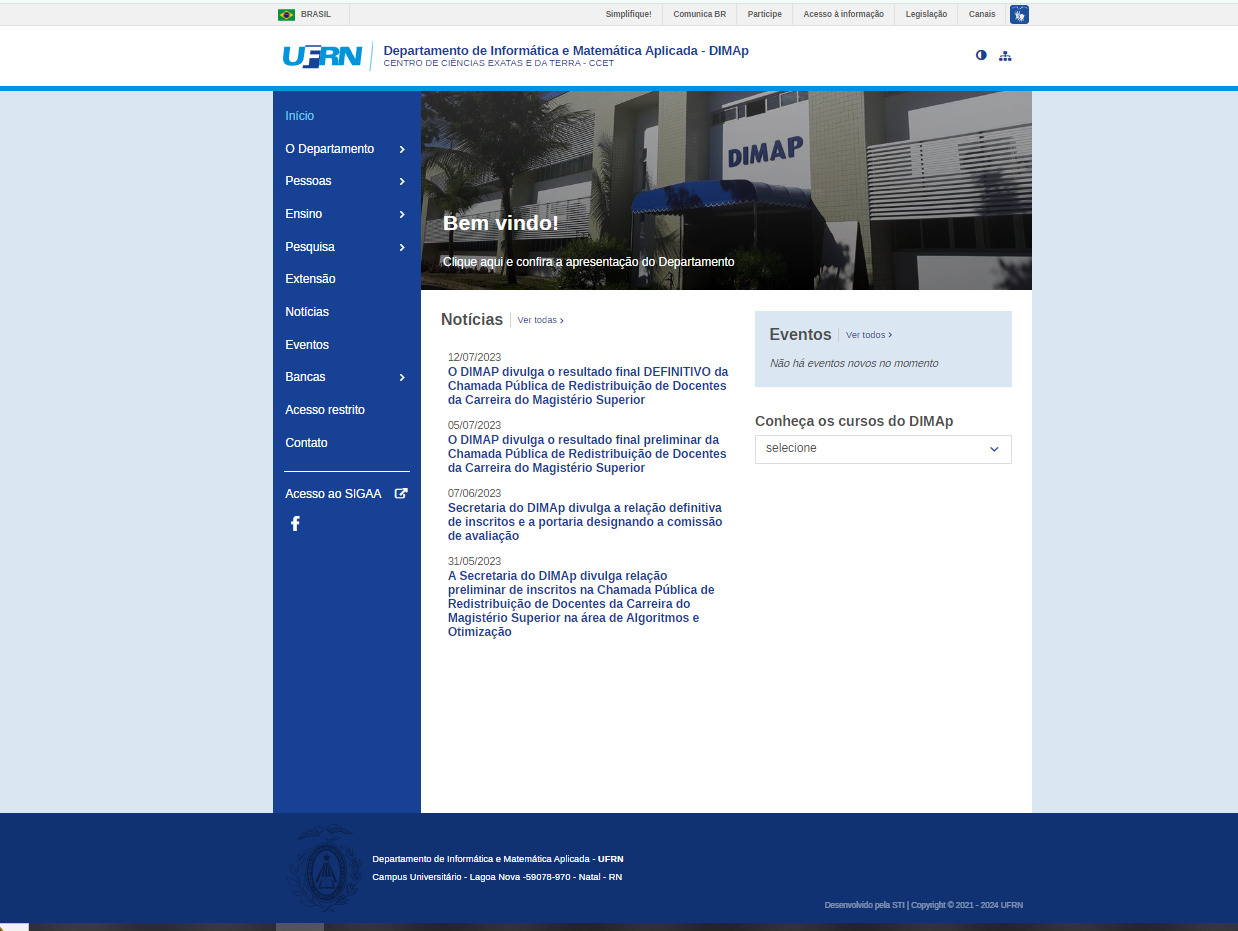 BRASIL
Simplifique!
Comunica BR
Participe
Acesso à informação
Legislação
Canais
UFRN
Departamento de Informática e Matemática Aplicada - DIMAp
CENTRO DE CIÊNCIAS EXATAS E DA TERRA - CCET
Início
O Departamento
Pessoas
Ensino
Pesquisa
Extensão
Notícias
Eventos
Bancas
Acesso restrito
Contato
Acesso ao SIGAA
DIMAP
Bem vindo!
Clique aqui e confira a apresentação do Departamento
Notícias
Ver todas
12/07/2023
O DIMAP divulga o resultado final DEFINITIVO da
Chamada Pública de Redistribuição de Docentes
da Carreira do Magistério Superior
05/07/2023
O DIMAP divulga o resultado final preliminar da
Chamada Pública de Redistribuição de Docentes
da Carreira do Magistério Superior
07/06/2023
Secretaria do DIMAp divulga a relação definitiva
de inscritos e a portaria designando a comissão
de avaliação
31/05/2023
A Secretaria do DIMAp divulga relação
preliminar de inscritos na Chamada Pública de
Redistribuição de Docentes da Carreira do
Magistério Superior na área de Algoritmos e
Otimização
Eventos
Ver todos
Não há eventos novos no momento
Conheça os cursos do DIMAp
selecione
Departamento de Informática e Matemática Aplicada - UFRN
Campus Universitário - Lagoa Nova -59078-970 - Natal - RN
Desenvolvido pela STI | Copyright © 2021 - 2024 UFRN